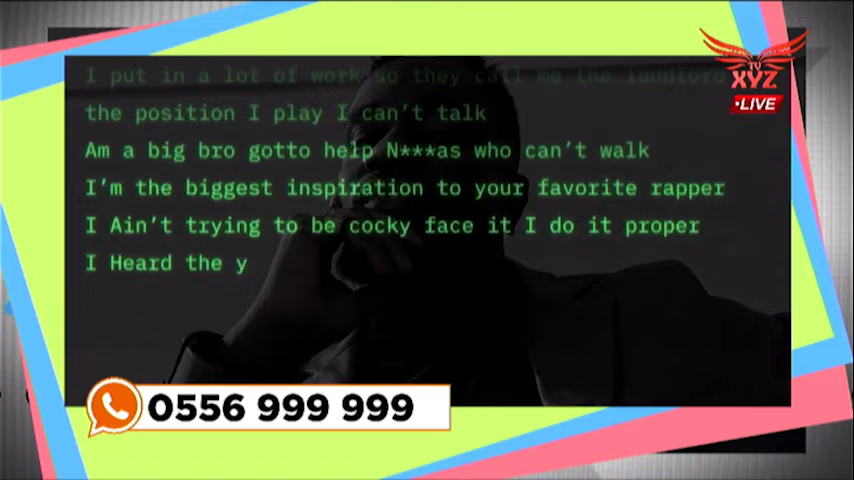 I put in a lot of work so they call me the landlord
the position I play I can't talk
Am a big bro gotto help N***as who can't walk
I'm the biggest inspiration to your favorite rapper
I Ain't trying to be cocky face it I do it proper
I Heard the y
0556 999 999
TV
XYZ
•LIVE